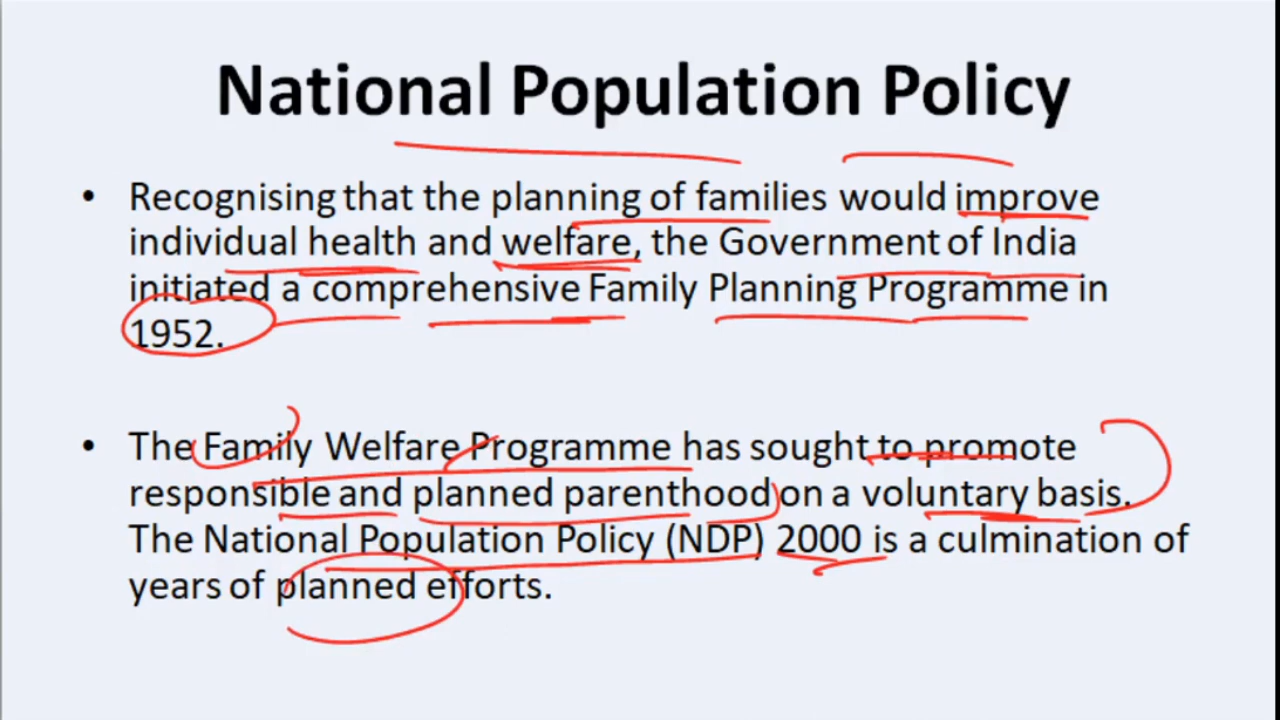 National Population Policy
• Recognising that the planning of families would improve
individual health and welfare, the Government of India
initiated a comprehensive Family Planning Programme in
1952.
• The Family Welfare Programme has sought to promote
responsible and planned parenthood on a voluntary basis.
The National Population Policy (NDP) 2000 is a culmination of
years of planned efforts.